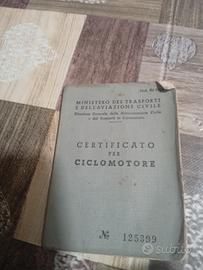 MINISTERO DEI TRASPORTI
E DELL'AVIAZIONE CIVILE
Direzione Generale della Motorizzazione Civile
e dei Trasporti in Concessione
CERTIFICATO
PER
CICLOMOTORE
№ 125399
Subito